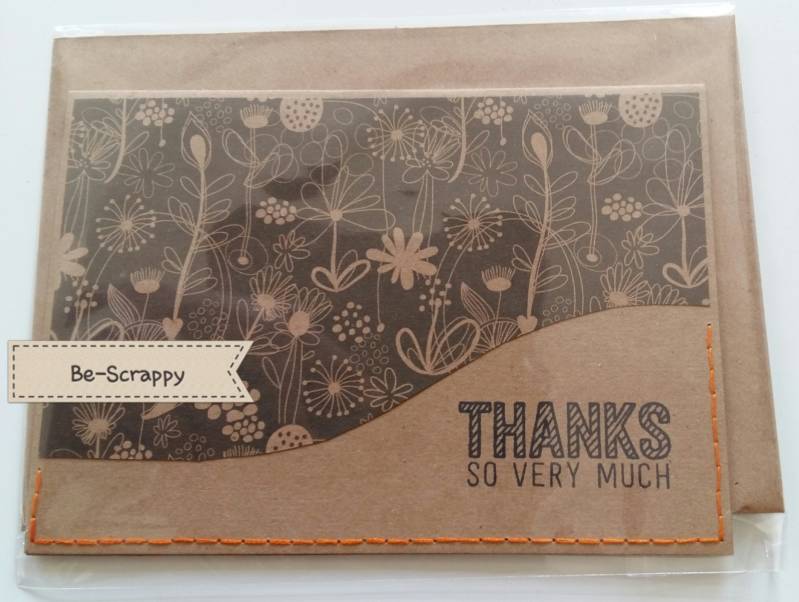 Be-Scrappy
THANKS
SO VERY MUCH